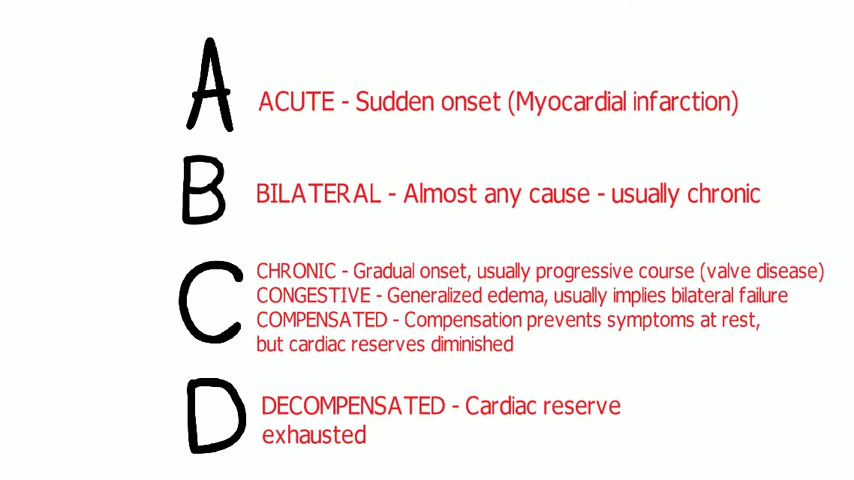 A
ACUTE - Sudden onset (Myocardial infarction)
B
BILATERAL - Almost any cause - usually chronic
C
CHRONIC - Gradual onset, usually progressive course (valve disease)
CONGESTIVE - Generalized edema, usually implies bilateral failure
COMPENSATED - Compensation prevents symptoms at rest,
but cardiac reserves diminished
D
DECOMPENSATED - Cardiac reserve
exhausted